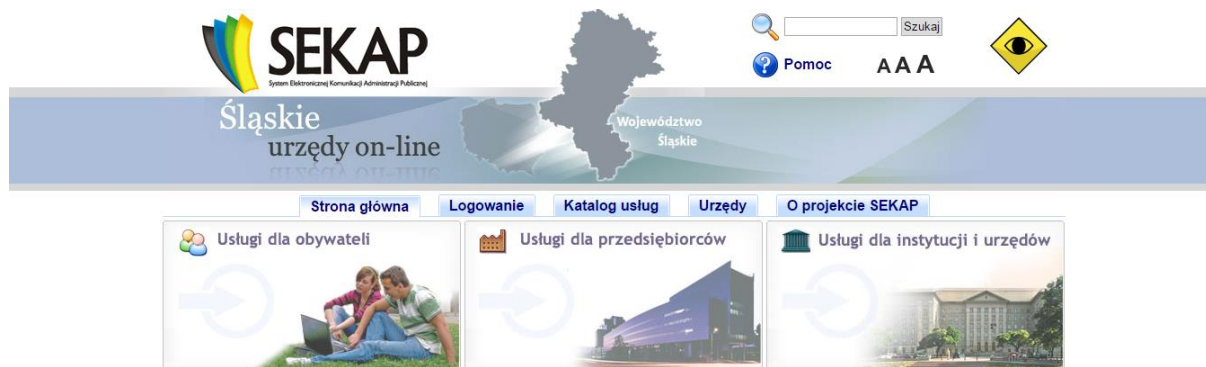 SEKAP
System Elektronicznej Komunikacji Administracji Publicznej
Szukaj
Pomoc
A A A
Śląskie
urzędy on-line
Województwo
Śląskie
Strona główna
Logowanie
Katalog usług
Urzędy
O projekcie SEKAP
Usługi dla obywateli
Usługi dla przedsiębiorców
Usługi dla instytucji i urzędów